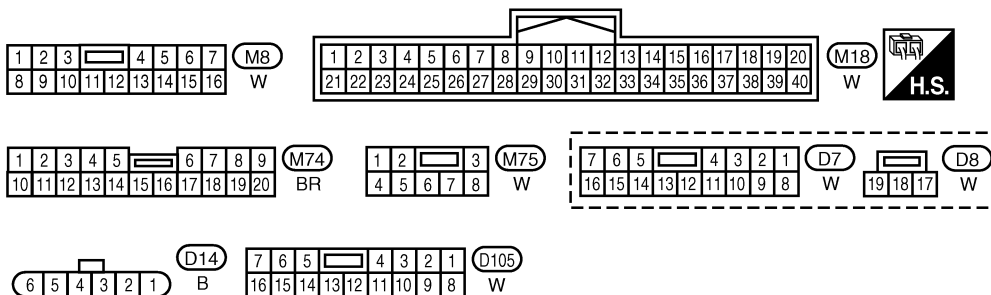 1 2 3 4 5 6 7 M8
8 9 10 11 12 13 14 15 16 W
1 2 3 4 5 6 7 8 9 10 11 12 13 14 15 16 17 18 19 20 M18
21 22 23 24 25 26 27 28 29 30 31 32 33 34 35 36 37 38 39 40 W
H.S.
1 2 3 4 5 6 7 8 9 M74
10 11 12 13 14 15 16 17 18 19 20 BR
1 2 3 M75
4 5 6 7 8 W
7 6 5 4 3 2 1 D7
16 15 14 13 12 11 10 9 8 W
D8
19 18 17 W
D14
6 5 4 3 2 1 B
7 6 5 4 3 2 1 D105
16 15 14 13 12 11 10 9 8 W